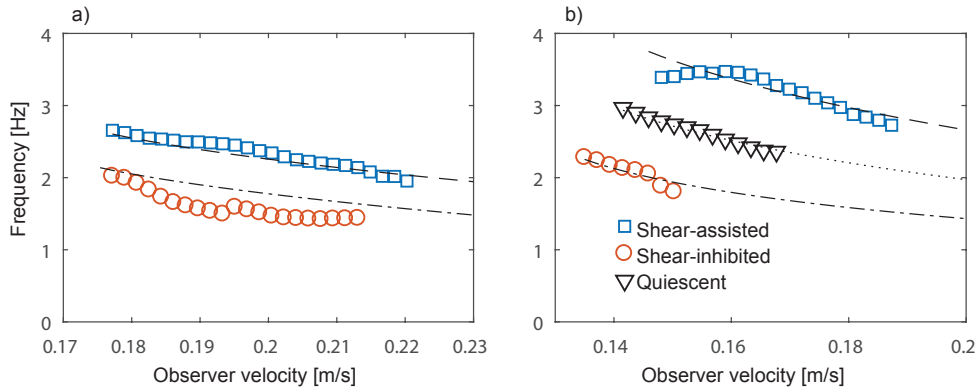 a)
4
3
2
1
0
Frequency [Hz]
0.17 0.18 0.19 0.2 0.21 0.22 0.23
Observer velocity [m/s]
b)
4
3
2
1
0
Shear-assisted
Shear-inhibited
Quiescent
0.14 0.16 0.18 0.2
Observer velocity [m/s]